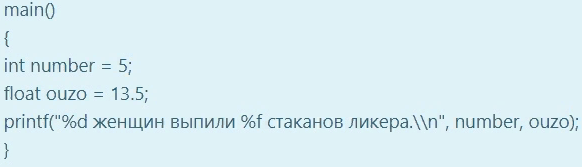 main()
{
int number = 5;
float ouzo = 13.5;
printf("%d женщин выпили %f стаканов ликера.\\n", number, ouzo);
}